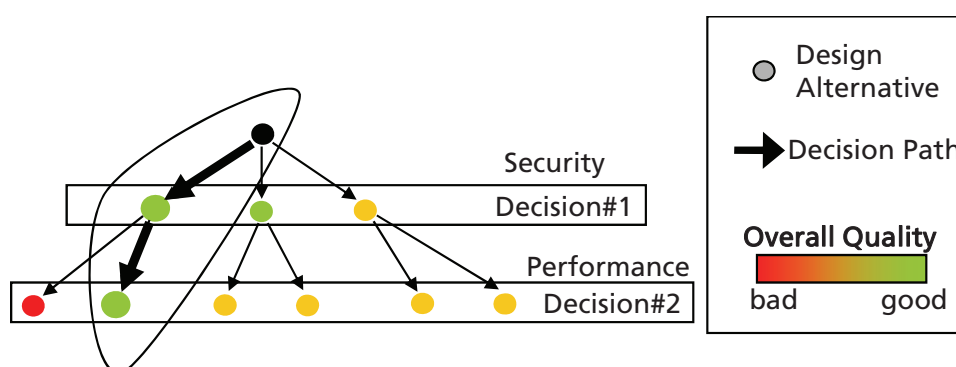 Security
Decision#1
Performance
Decision#2
Design
Alternative
Decision Path
Overall Quality
bad good